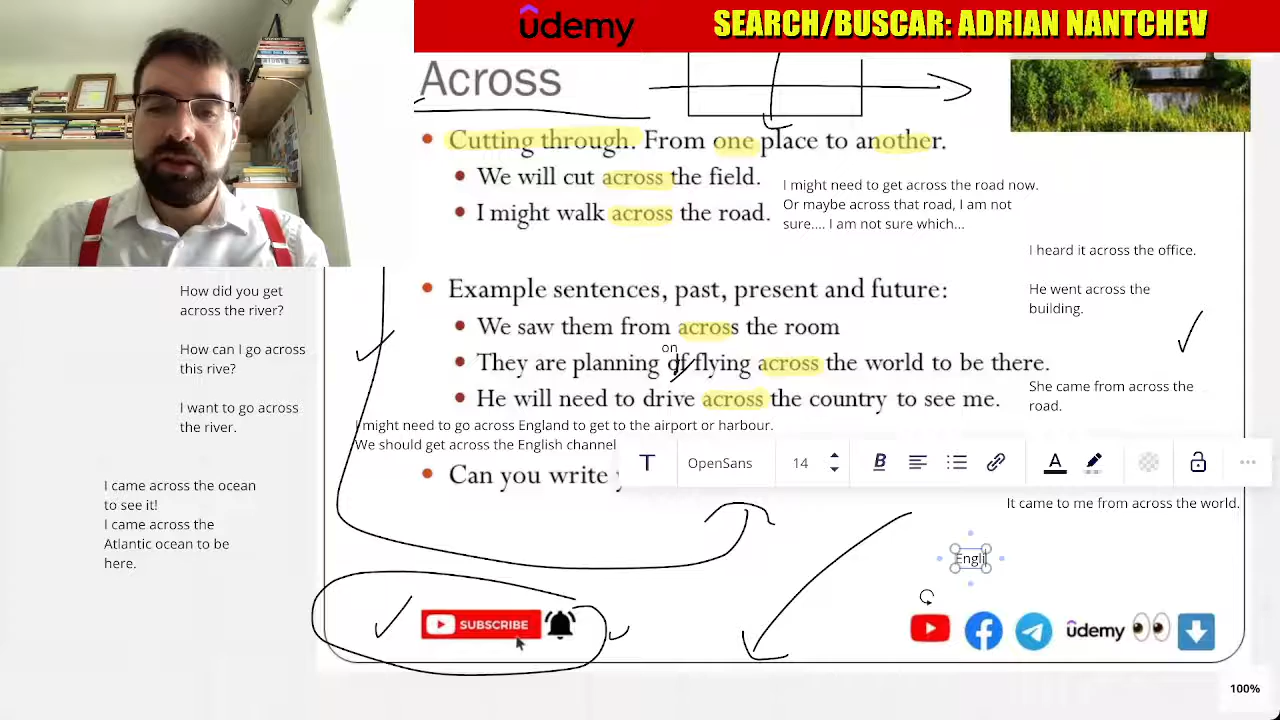 udemy
SEARCH/BUSCAR: ADRIAN NANTCHEV
Across
Cutting through. From one place to another.
We will cut across the field.
I might walk across the road.
I might need to get across the road now.
Or maybe across that road, I am not
sure.... I am not sure which...
I heard it across the office.
He went across the
building.
How did you get
across the river?
How can I go across
this rive?
I want to go across
the river.
Example sentences, past, present and future:
We saw them from across the room
on
They are planning of flying across the world to be there.
He will need to drive across the country to see me.
She came from across the
road.
I might need to go across England to get to the airport or harbour.
We should get across the English channel
T
OpenSans
14
B
A
Can you write
I came across the ocean
to see it!
I came across the
Atlantic ocean to be
here.
It came to me from across the world.
Engli
SUBSCRIBE
udemy
100%